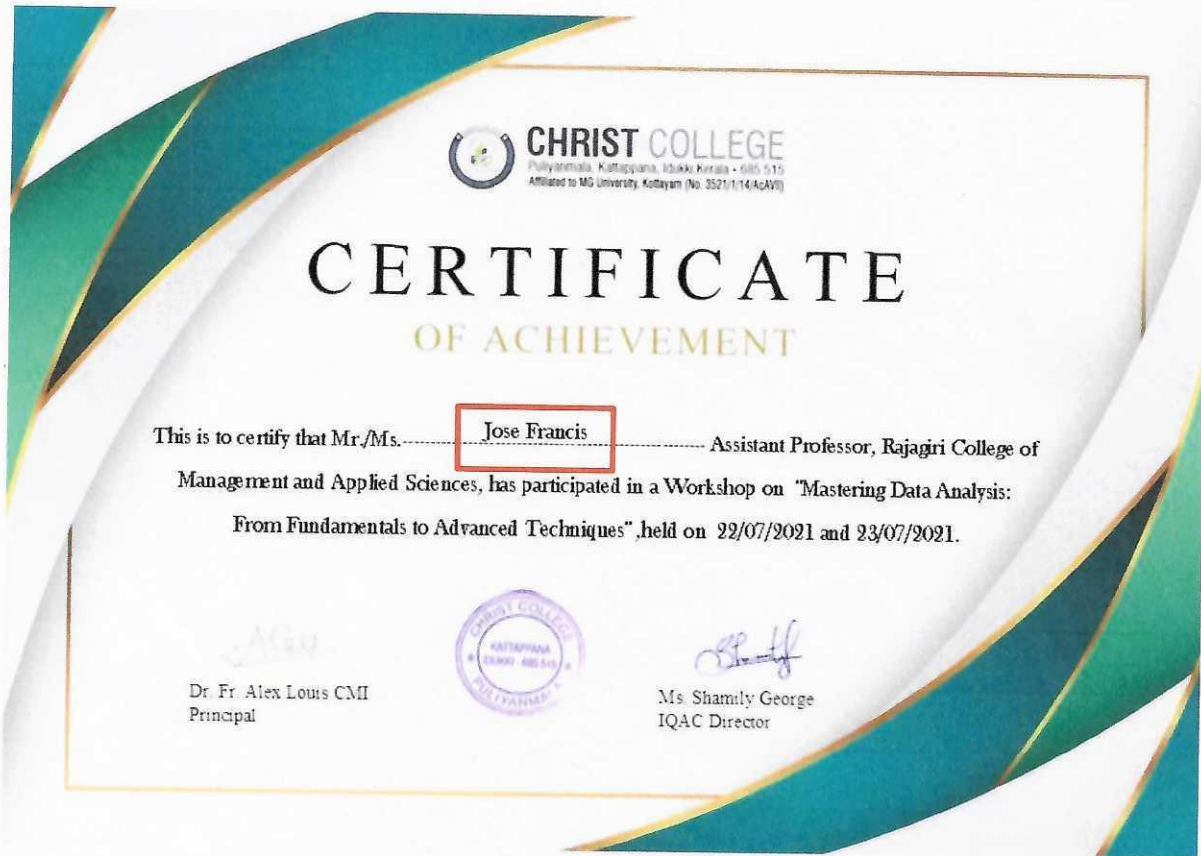 CHRIST COLLEGE
Puliyanmala, Kattappana, Idukki Kerala - 685 515
Affiliated to MG University, Kottayam (No. 3521/1/14/AcAVII)
CERTIFICATE
OF ACHIEVEMENT
This is to certify that Mr./Ms.---------- Jose Francis -------------- Assistant Professor, Rajagiri College of
Management and Applied Sciences, has participated in a Workshop on "Mastering Data Analysis:
From Fundamentals to Advanced Techniques" ,held on 22/07/2021 and 23/07/2021.
CHRIST COLLEGE
KATTAPPANA
IDUKKI - 685 515
PULIYANMALA
Dr. Fr. Alex Louis CMI
Principal
Ms. Shamily George
IQAC Director